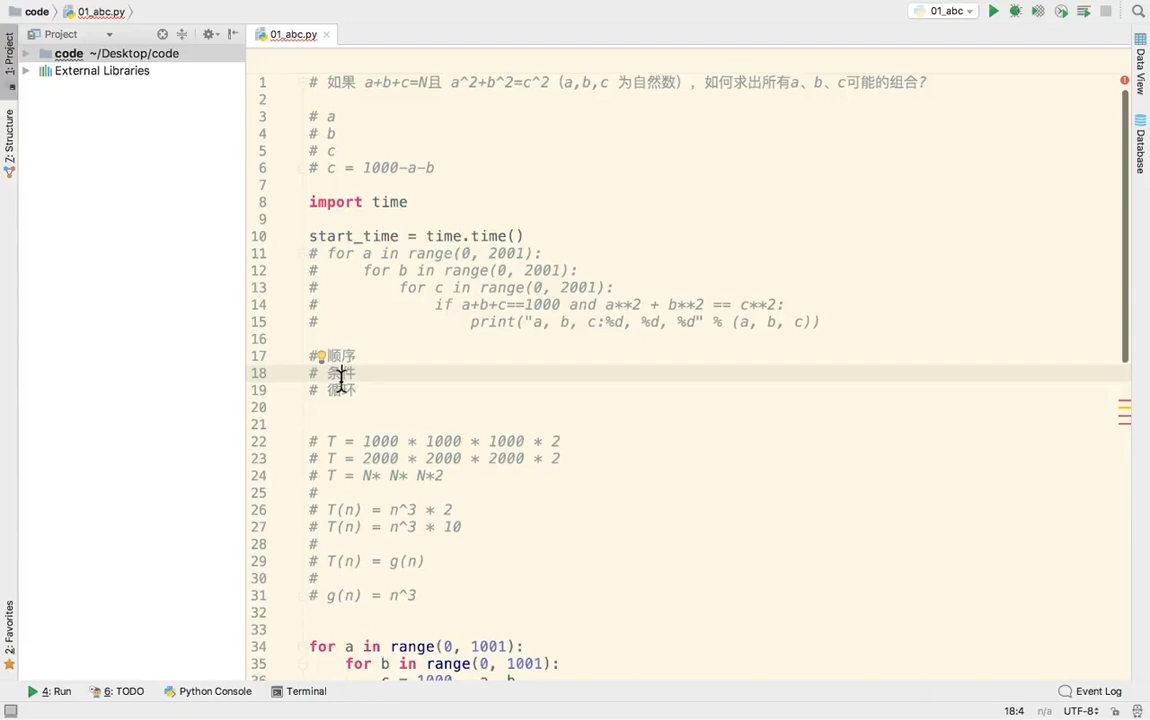 code 01_abc.py 01_abc
Project 01_abc.py
1: Project
Z: Structure
2: Favorites
code ~/Desktop/code
External Libraries
1 # 如果 a+b+c=N且 a^2+b^2=c^2（a,b,c 为自然数），如何求出所有a、b、c可能的组合?
2
3 # a
4 # b
5 # c
6 # c = 1000-a-b
7
8 import time
9
10 start_time = time.time()
11 # for a in range(0, 2001):
12 #     for b in range(0, 2001):
13 #         for c in range(0, 2001):
14 #             if a+b+c==1000 and a**2 + b**2 == c**2:
15 #                 print("a, b, c:%d, %d, %d" % (a, b, c))
16
17 # 顺序
18 # 条件
19 # 循环
20
21
22 # T = 1000 * 1000 * 1000 * 2
23 # T = 2000 * 2000 * 2000 * 2
24 # T = N* N* N*2
25 #
26 # T(n) = n^3 * 2
27 # T(n) = n^3 * 10
28 #
29 # T(n) = g(n)
30 #
31 # g(n) = n^3
32
33
34 for a in range(0, 1001):
35     for b in range(0, 1001):
c = 1000 - a - b
Data View
Database
4: Run 6: TODO Python Console Terminal Event Log
18:4 n/a UTF-8